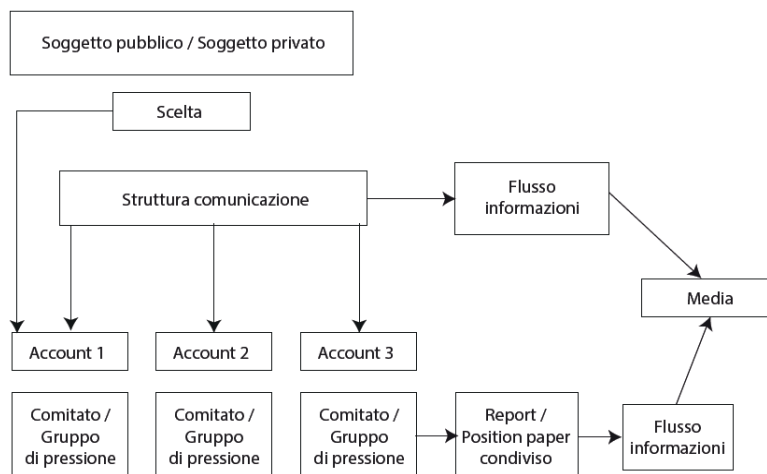 Soggetto pubblico / Soggetto privato
Scelta
Struttura comunicazione
Flusso
informazioni
Media
Account 1
Account 2
Account 3
Comitato /
Gruppo
di pressione
Comitato /
Gruppo
di pressione
Comitato /
Gruppo
di pressione
Report /
Position paper
condiviso
Flusso
informazioni